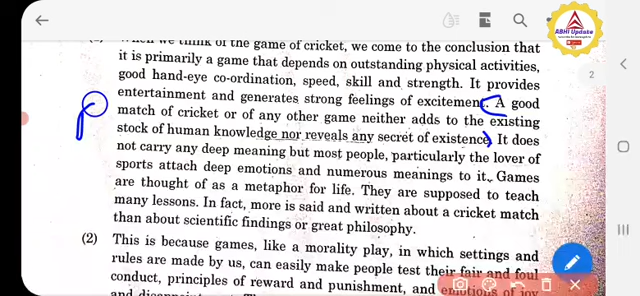 When we think of the game of cricket, we come to the conclusion that
it is primarily a game that depends on outstanding physical activities,
good hand-eye co-ordination, speed, skill and strength. It provides
entertainment and generates strong feelings of excitement. A good
match of cricket or of any other game neither adds to the existing
stock of human knowledge nor reveals any secret of existence. It does
not carry any deep meaning but most people, particularly the lover of
sports attach deep emotions and numerous meanings to it. Games
are thought of as a metaphor for life. They are supposed to teach
many lessons. In fact, more is said and written about a cricket match
than about scientific findings or great philosophy.
(2) This is because games, like a morality play, in which settings and
rules are made by us, can easily make people test their fair and foul
conduct, principles of reward and punishment, and emotions of joy
and
ABHI Update
2